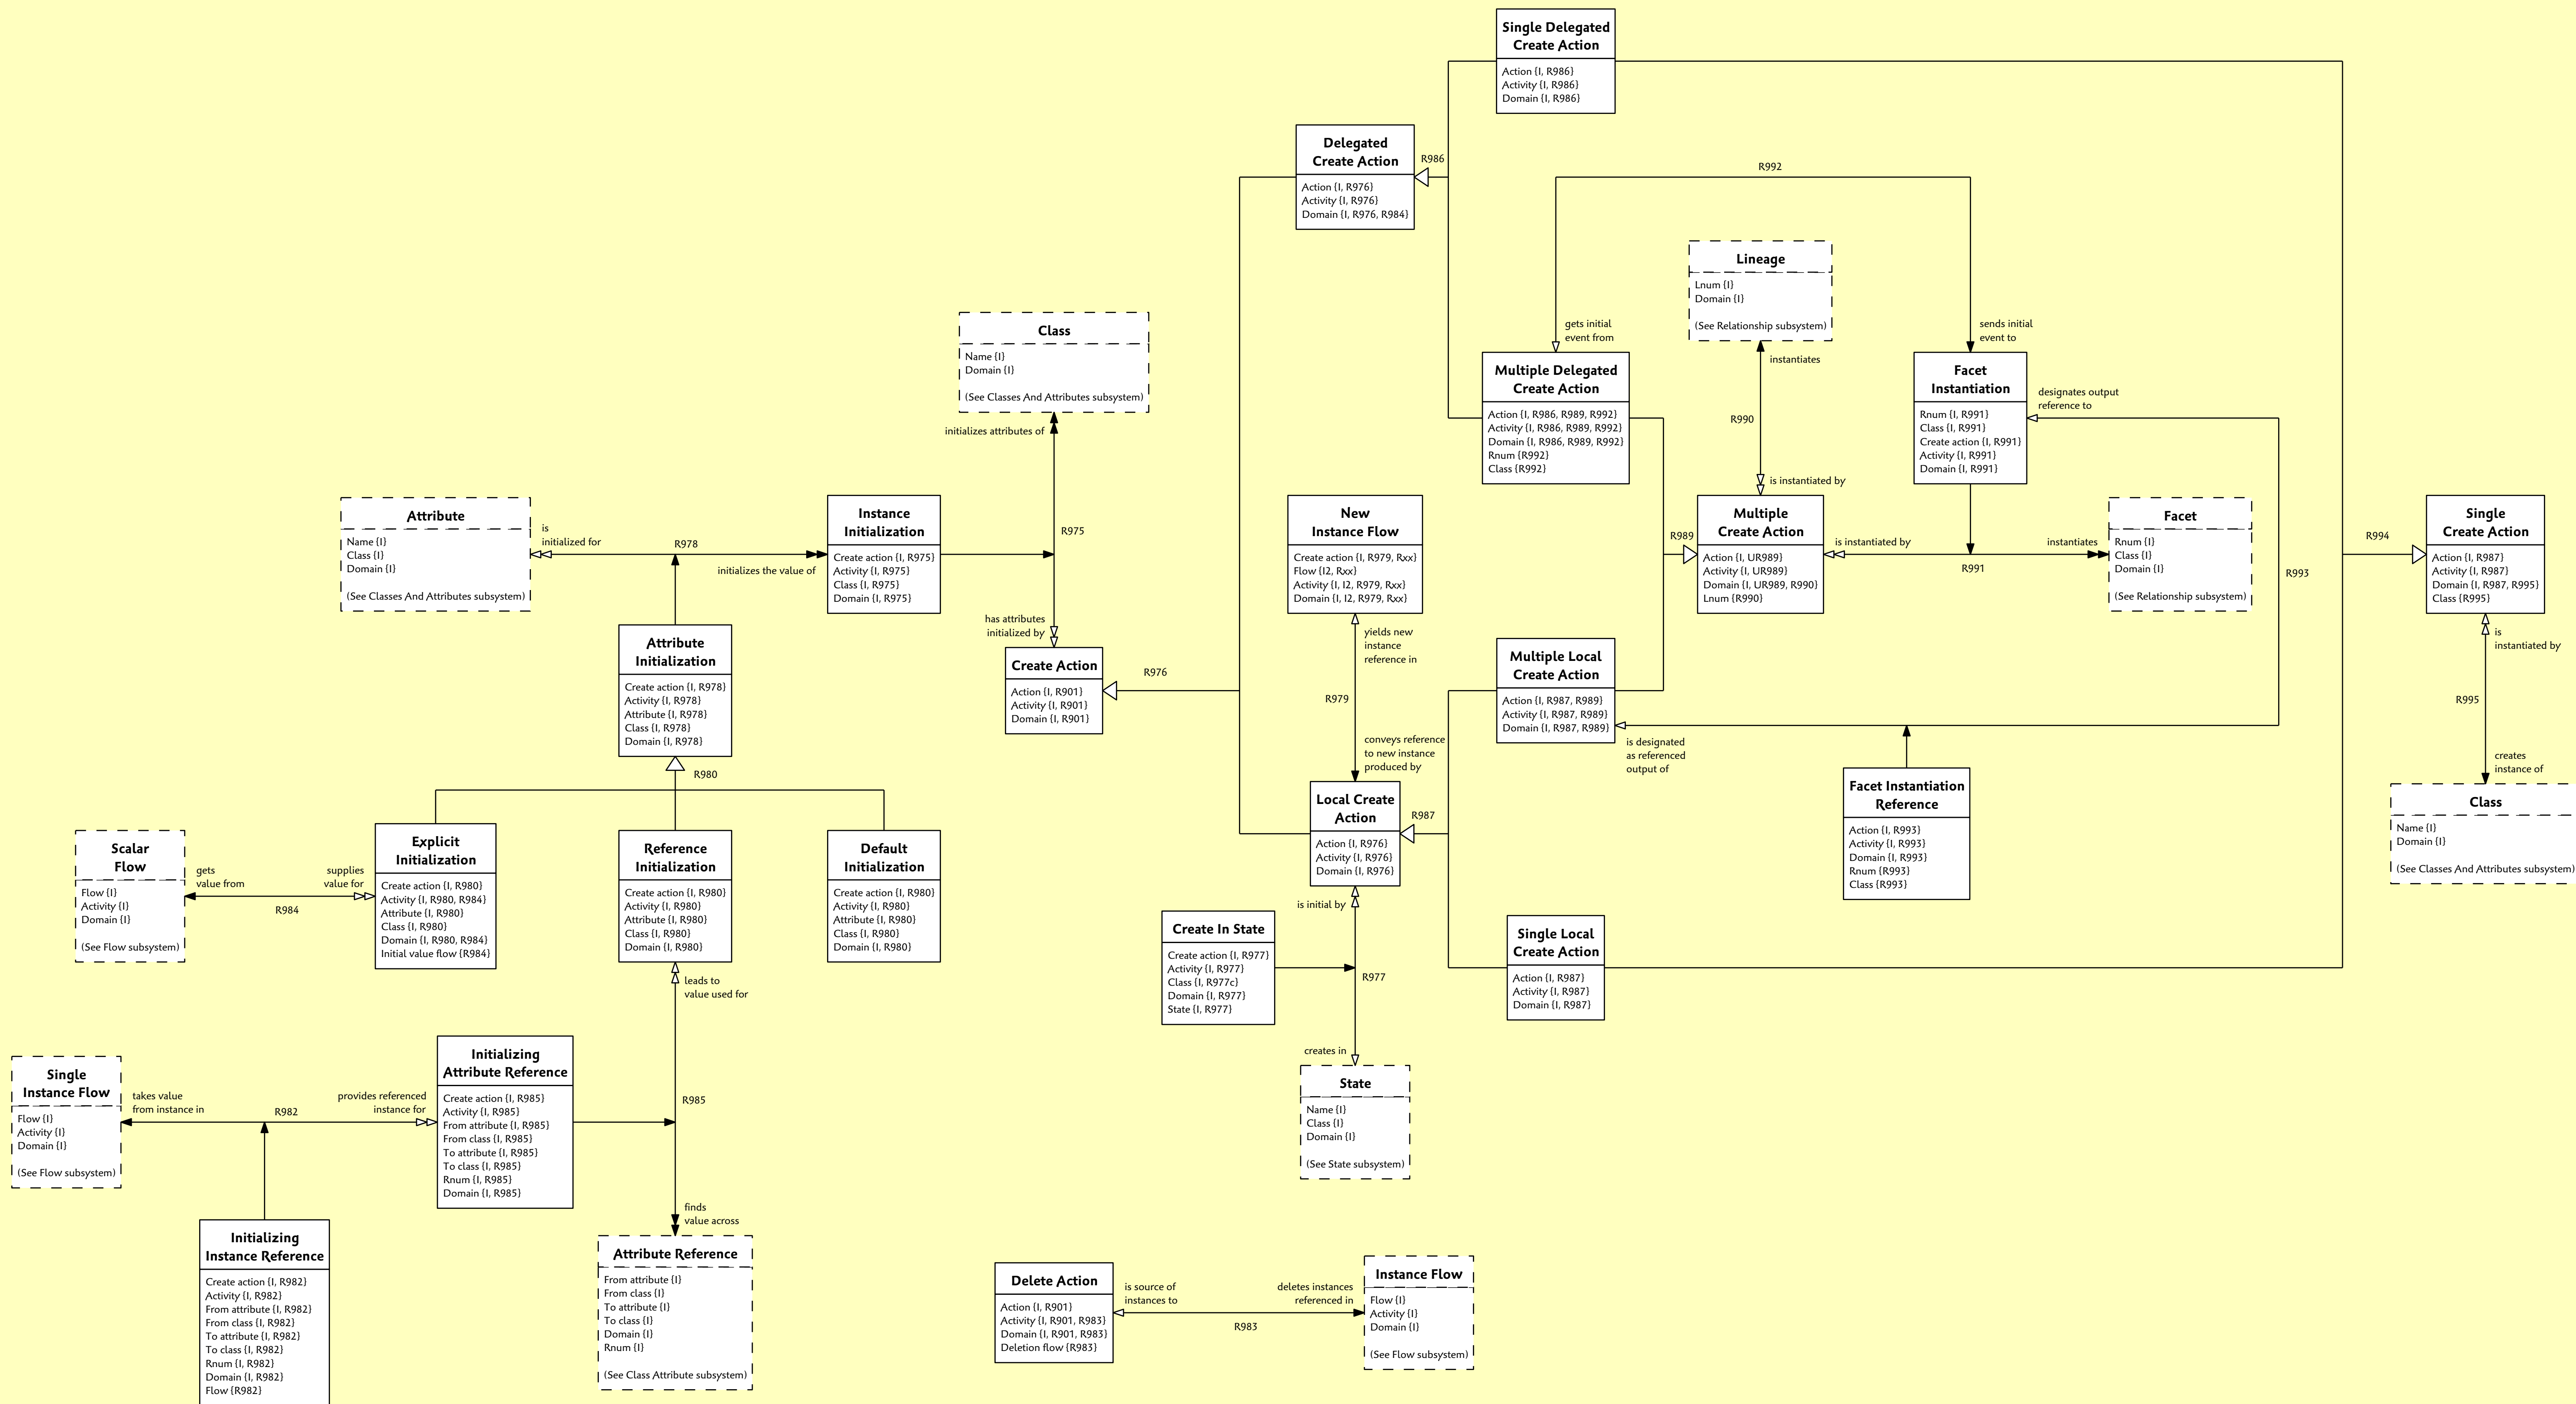 Single Delegated
Create Action
Action {I, R986}
Activity {I, R986}
Domain {I, R986}
Delegated
Create Action
Action {I, R976}
Activity {I, R976}
Domain {I, R976, R984}
R986
R992
gets initial
event from
sends initial
event to
Lineage
Lnum {I}
Domain {I}
(See Relationship subsystem)
instantiates
R990
is instantiated by
Class
Name {I}
Domain {I}
(See Classes And Attributes subsystem)
initializes attributes of
R975
has attributes
initialized by
Multiple Delegated
Create Action
Action {I, R986, R989, R992}
Activity {I, R986, R989, R992}
Domain {I, R986, R989, R992}
Rnum {R992}
Class {R992}
Facet
Instantiation
Rnum {I, R991}
Class {I, R991}
Create action {I, R991}
Activity {I, R991}
Domain {I, R991}
designates output
reference to
Attribute
Name {I}
Class {I}
Domain {I}
(See Classes And Attributes subsystem)
is
initialized for
R978
initializes the value of
Instance
Initialization
Create action {I, R975}
Activity {I, R975}
Class {I, R975}
Domain {I, R975}
New
Instance Flow
Create action {I, R979, Rxx}
Flow {I2, Rxx}
Activity {I, I2, R979, Rxx}
Domain {I, I2, R979, Rxx}
R989
Multiple
Create Action
Action {I, UR989}
Activity {I, UR989}
Domain {I, UR989, R990}
Lnum {R990}
is instantiated by
R991
instantiates
Facet
Rnum {I}
Class {I}
Domain {I}
(See Relationship subsystem)
R993
R994
Single
Create Action
Action {I, R987}
Activity {I, R987}
Domain {I, R987, R995}
Class {R995}
is
instantiated by
R995
creates
instance of
Class
Name {I}
Domain {I}
(See Classes And Attributes subsystem)
Attribute
Initialization
Create action {I, R978}
Activity {I, R978}
Attribute {I, R978}
Class {I, R978}
Domain {I, R978}
R980
Create Action
Action {I, R901}
Activity {I, R901}
Domain {I, R901}
R976
yields new
instance
reference in
R979
conveys reference
to new instance
produced by
Multiple Local
Create Action
Action {I, R987, R989}
Activity {I, R987, R989}
Domain {I, R987, R989}
is designated
as referenced
output of
Facet Instantiation
Reference
Action {I, R993}
Activity {I, R993}
Domain {I, R993}
Rnum {R993}
Class {R993}
Local Create
Action
Action {I, R976}
Activity {I, R976}
Domain {I, R976}
R987
Scalar
Flow
Flow {I}
Activity {I}
Domain {I}
(See Flow subsystem)
gets
value from
R984
supplies
value for
Explicit
Initialization
Create action {I, R980}
Activity {I, R980, R984}
Attribute {I, R980}
Class {I, R980}
Domain {I, R980, R984}
Initial value flow {R984}
Reference
Initialization
Create action {I, R980}
Activity {I, R980}
Attribute {I, R980}
Class {I, R980}
Domain {I, R980}
Default
Initialization
Create action {I, R980}
Activity {I, R980}
Attribute {I, R980}
Class {I, R980}
Domain {I, R980}
is initial by
R977
creates in
Create In State
Create action {I, R977}
Activity {I, R977}
Class {I, R977c}
Domain {I, R977}
State {I, R977}
Single Local
Create Action
Action {I, R987}
Activity {I, R987}
Domain {I, R987}
State
Name {I}
Class {I}
Domain {I}
(See State subsystem)
leads to
value used for
R985
finds
value across
Single
Instance Flow
Flow {I}
Activity {I}
Domain {I}
(See Flow subsystem)
takes value
from instance in
R982
provides referenced
instance for
Initializing
Attribute Reference
Create action {I, R985}
Activity {I, R985}
From attribute {I, R985}
From class {I, R985}
To attribute {I, R985}
To class {I, R985}
Rnum {I, R985}
Domain {I, R985}
Initializing
Instance Reference
Create action {I, R982}
Activity {I, R982}
From attribute {I, R982}
From class {I, R982}
To attribute {I, R982}
To class {I, R982}
Rnum {I, R982}
Domain {I, R982}
Flow {R982}
Attribute Reference
From attribute {I}
From class {I}
To attribute {I}
To class {I}
Domain {I}
Rnum {I}
(See Class Attribute subsystem)
Delete Action
Action {I, R901}
Activity {I, R901, R983}
Domain {I, R901, R983}
Deletion flow {R983}
is source of
instances to
R983
deletes instances
referenced in
Instance Flow
Flow {I}
Activity {I}
Domain {I}
(See Flow subsystem)